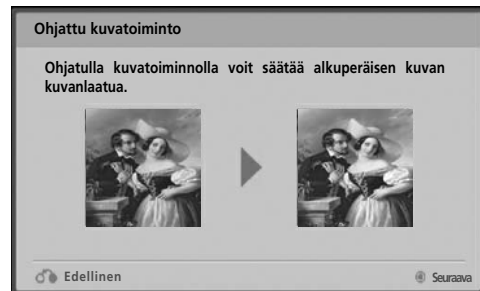 Ohjattu kuvatoiminto
Ohjatulla kuvatoiminnolla voit säätää alkuperäisen kuvan
kuvanlaatua.
Edellinen
Seuraava